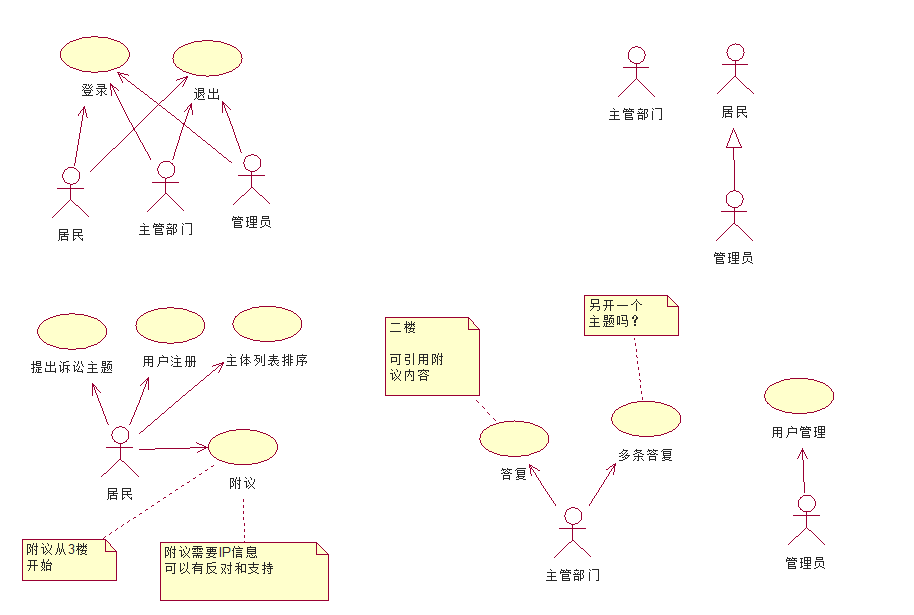 登录
退出
居民
主管部门
管理员
主管部门
居民
管理员
提出诉讼主题
用户注册
主体列表排序
居民
附议
附议从3楼
开始
附议需要IP信息
可以有反对和支持
二楼
可引用附
议内容
另开一个
主题吗？
答复
多条答复
主管部门
用户管理
管理员